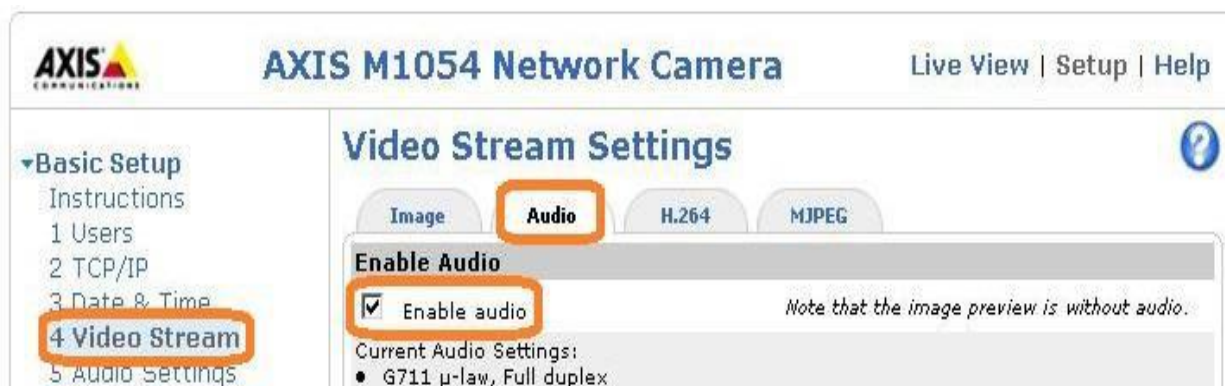 AXIS
COMMUNICATIONS
AXIS M1054 Network Camera
Live View | Setup | Help
Basic Setup
Instructions
1 Users
2 TCP/IP
3 Date & Time
4 Video Stream
5 Audio Settings
Video Stream Settings
Image Audio H.264 MJPEG
Enable Audio
Enable audio
Note that the image preview is without audio.
Current Audio Settings:
• G711 μ-law, Full duplex